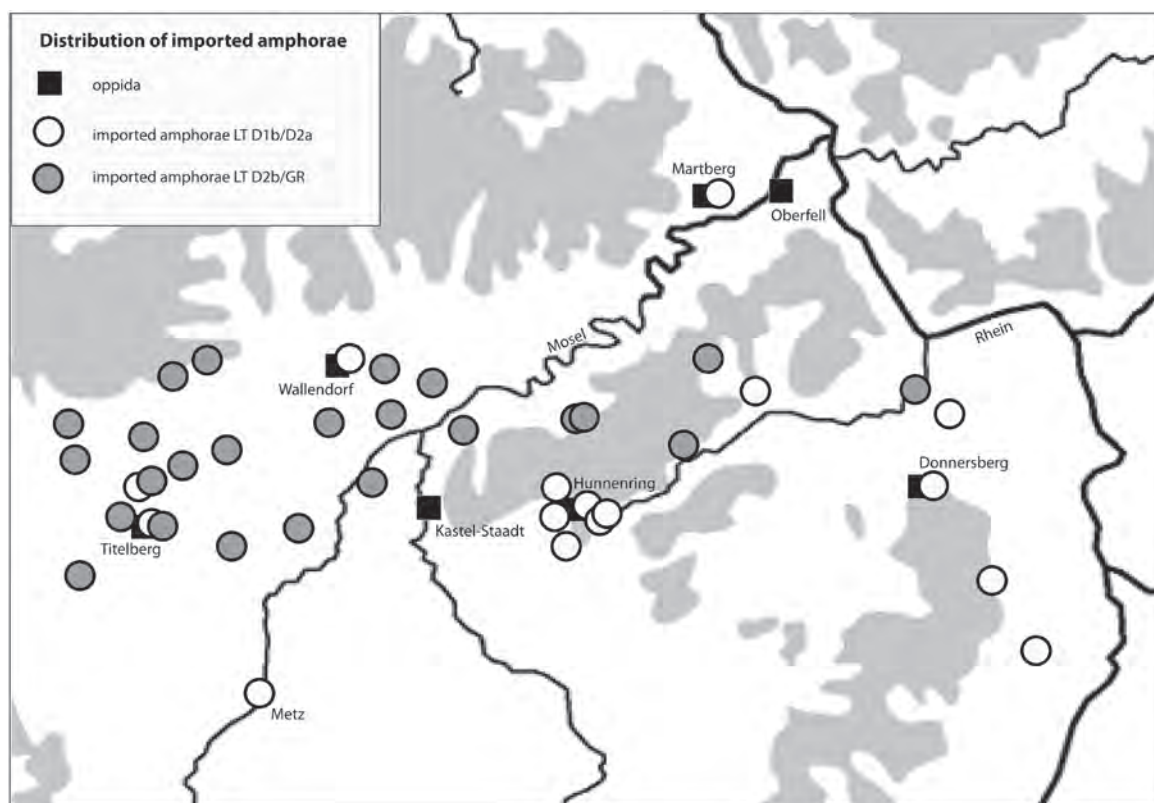 Distribution of imported amphorae
oppida
imported amphorae LT D1b/D2a
imported amphorae LT D2b/GR
Martberg
Oberfell
Mosel
Rhein
Wallendorf
Hunnenring
Donnersberg
Kastel-Staadt
Titelberg
Metz